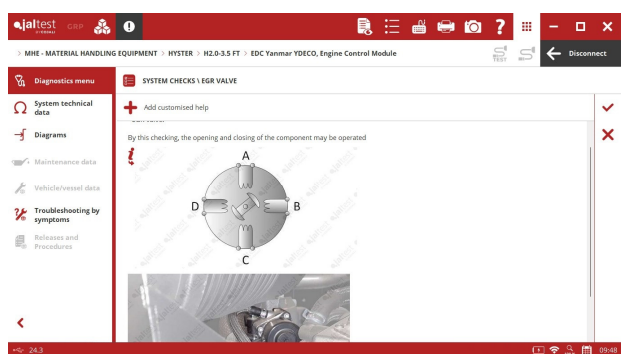 jaltest GRP
MHE - MATERIAL HANDLING EQUIPMENT > HYSTER > H2.0-3.5 FT > EDC Yanmar YDECO, Engine Control Module
TEST
Disconnect
Diagnostics menu
SYSTEM CHECKS \ EGR VALVE
System technical
data
Add customised help
Diagrams
By this checking, the opening and closing of the component may be operated
Maintenance data
A
Vehicle/vessel data
D
B
Troubleshooting by
symptoms
C
Releases and
Procedures
24.3
09:48